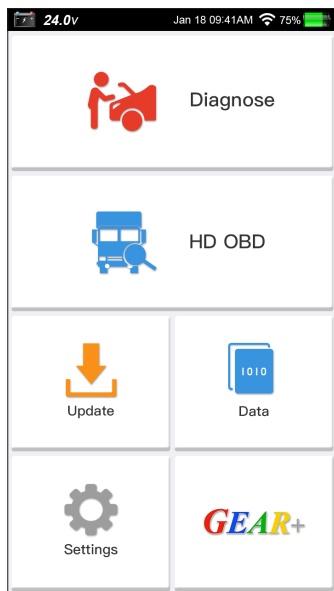 24.0V Jan 18 09:41AM 75%
Diagnose
HD OBD
Update Data
1010
Settings GEAR+